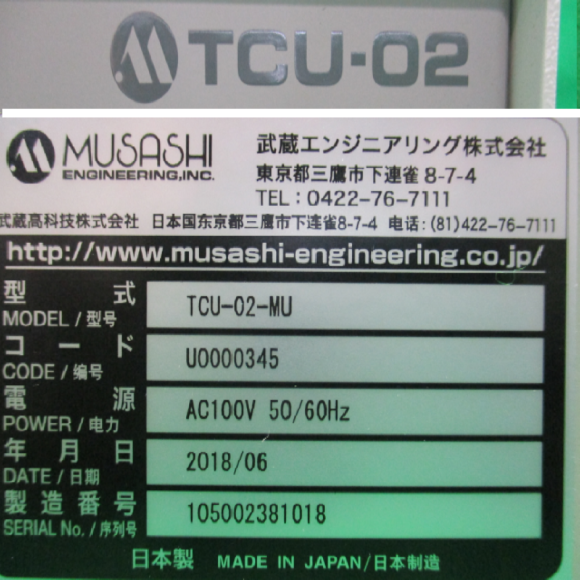 TCU-02
MUSASHI
ENGINEERING,INC.
武蔵エンジニアリング株式会社
東京都三鷹市下連雀 8-7-4
TEL : 0422-76-7111
武蔵高科技株式会社 日本国东京都三鹰市下连雀8-7-4 电话:(81)422-76-7111
http://www.musashi-engineering.co.jp/
型式 TCU-02-MU
MODEL / 型号
コード U0000345
CODE / 编号
電源 AC100V 50/60Hz
POWER / 电力
年月日 2018/06
DATE / 日期
製造番号 105002381018
SERIAL No. / 序列号
日本製 MADE IN JAPAN/日本制造